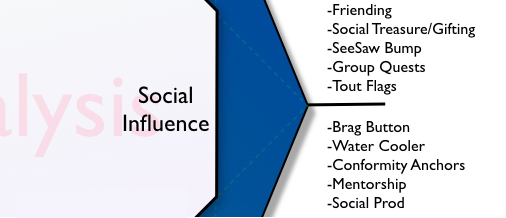 -Friending
-Social Treasure/Gifting
-SeeSaw Bump
-Group Quests
-Tout Flags
alysis
Social
Influence
-Brag Button
-Water Cooler
-Conformity Anchors
-Mentorship
-Social Prod